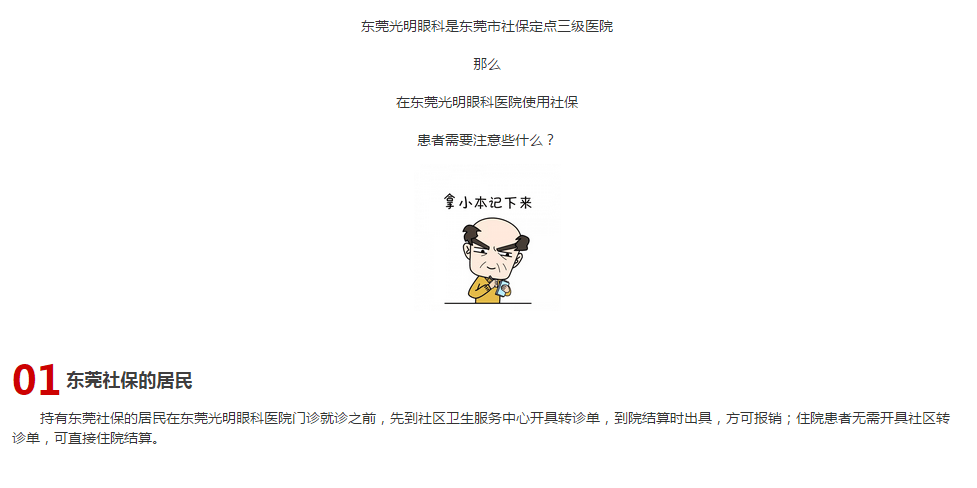 东莞光明眼科是东莞市社保定点三级医院
那么
在东莞光明眼科医院使用社保
患者需要注意些什么？
拿小本记下来
01 东莞社保的居民
持有东莞社保的居民在东莞光明眼科医院门诊就诊之前，先到社区卫生服务中心开具转诊单，到院结算时出具，方可报销；住院患者无需开具社区转
诊单，可直接住院结算。